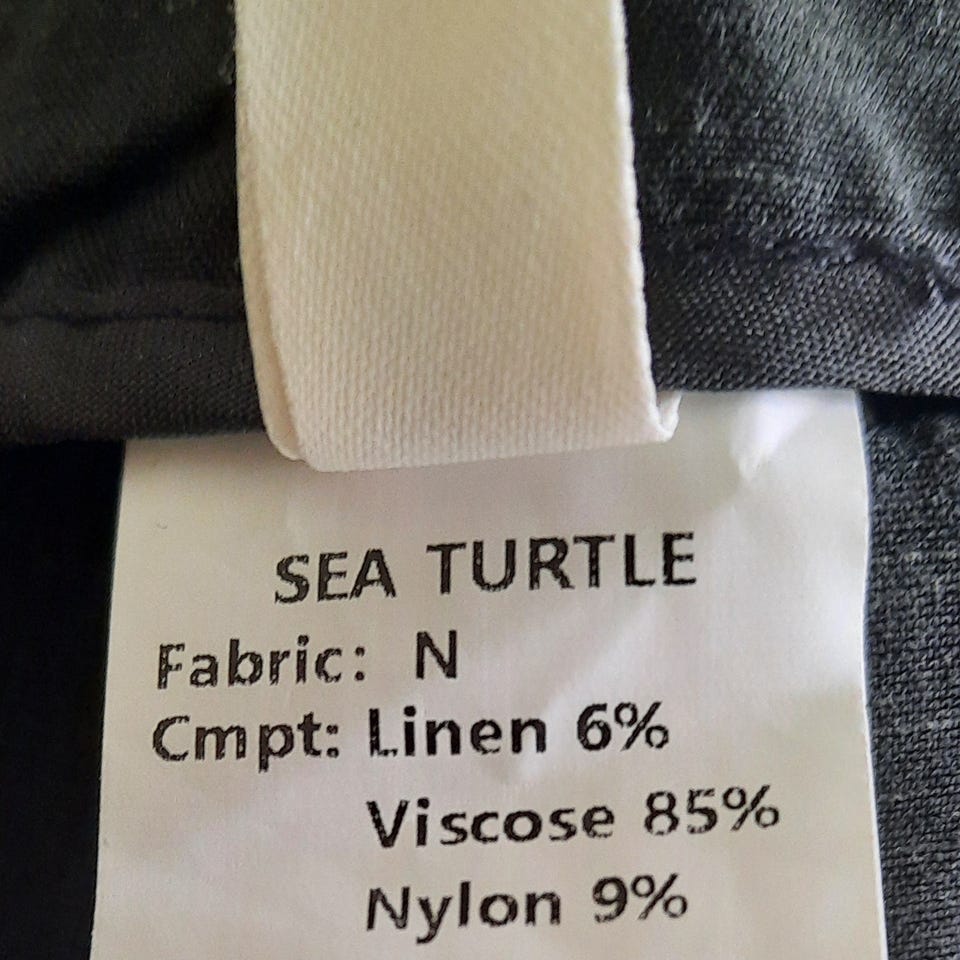 SEA TURTLE
Fabric: N
Cmpt: Linen 6%
Viscose 85%
Nylon 9%